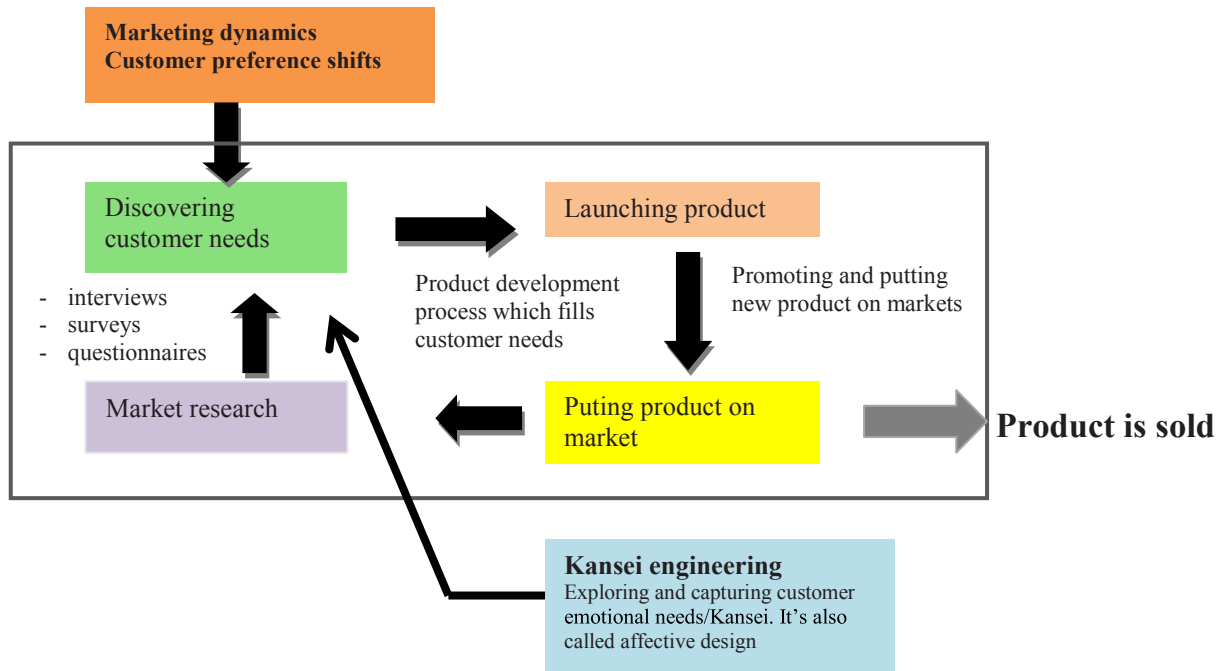 Marketing dynamics
Customer preference shifts
Discovering
customer needs
Launching product
- interviews
- surveys
- questionnaires
Product development
process which fills
customer needs
Promoting and putting
new product on markets
Market research
Puting product on
market
Product is sold
Kansei engineering
Exploring and capturing customer
emotional needs/Kansei. It’s also
called affective design